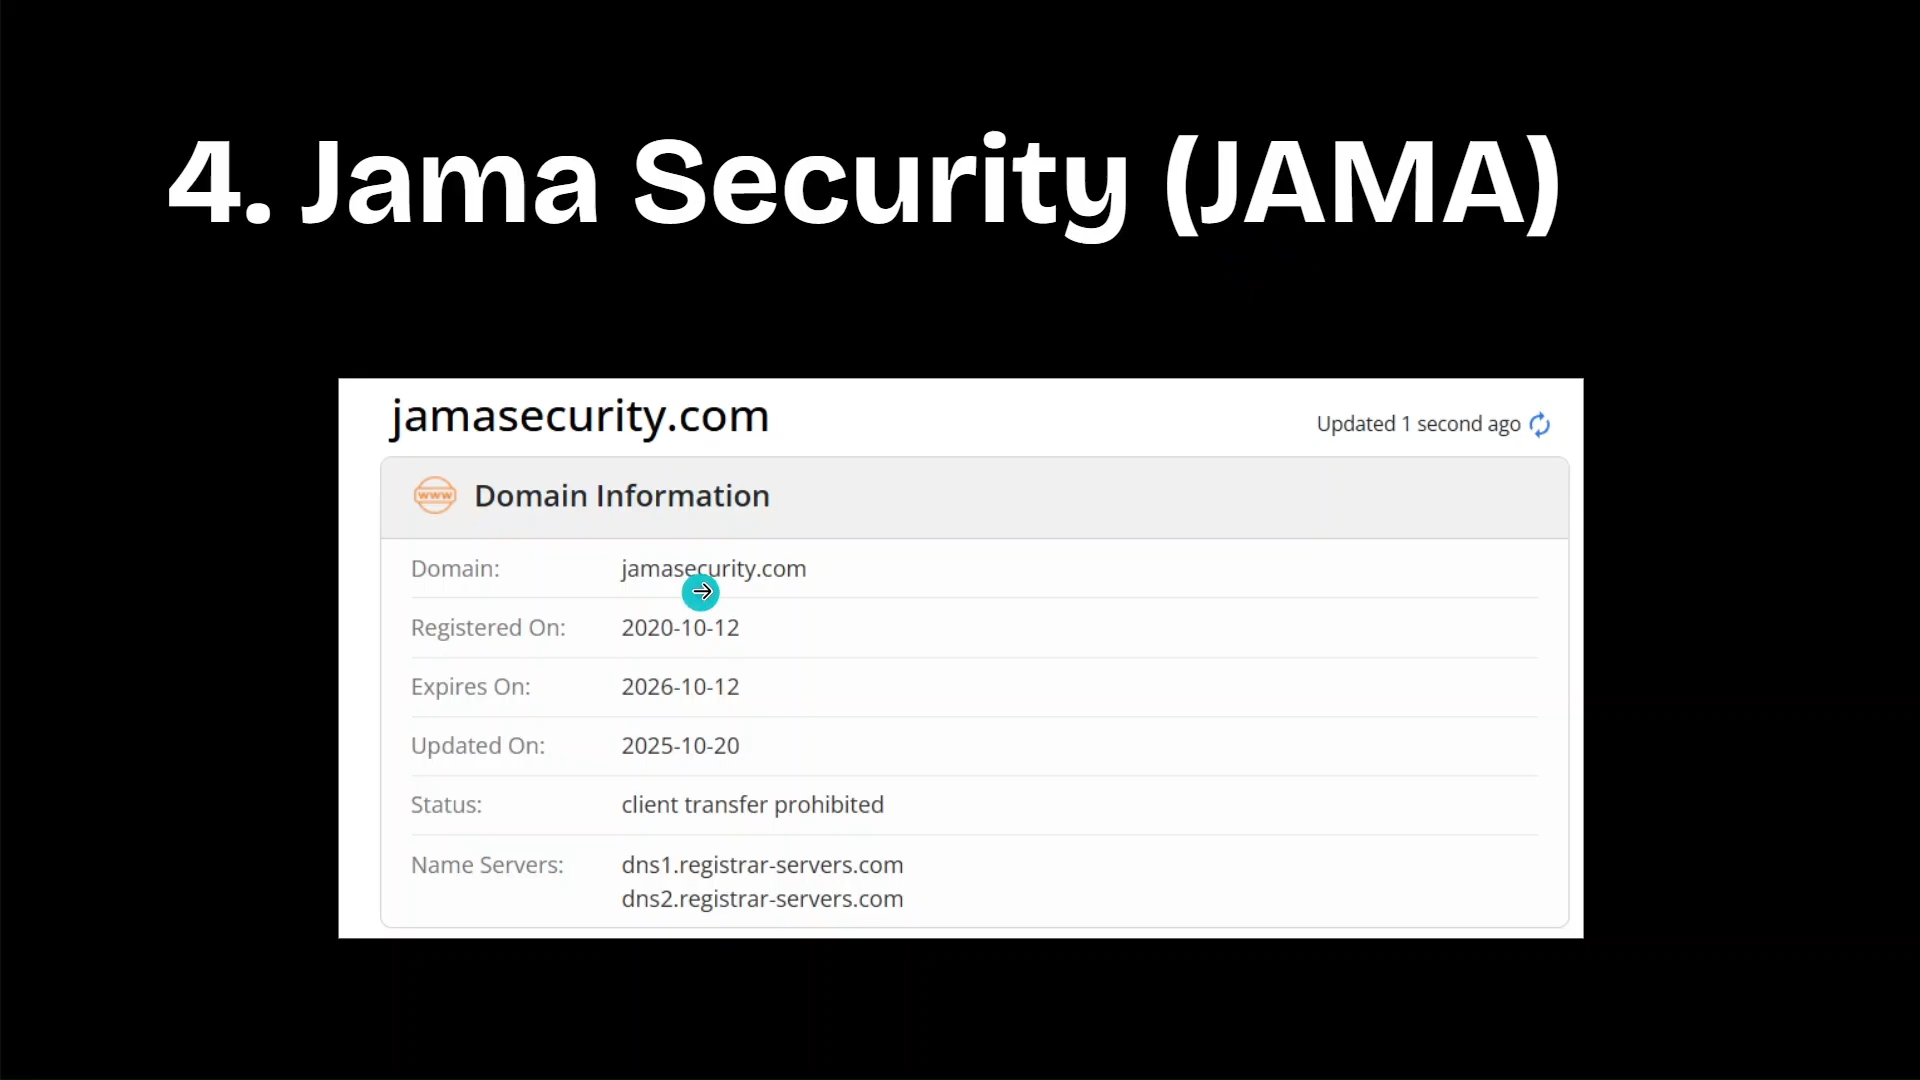 4. Jama Security (JAMA)
jamasecurity.com
Updated 1 second ago
www
Domain Information
Domain: jamasecurity.com
Registered On: 2020-10-12
Expires On: 2026-10-12
Updated On: 2025-10-20
Status: client transfer prohibited
Name Servers: dns1.registrar-servers.com
dns2.registrar-servers.com